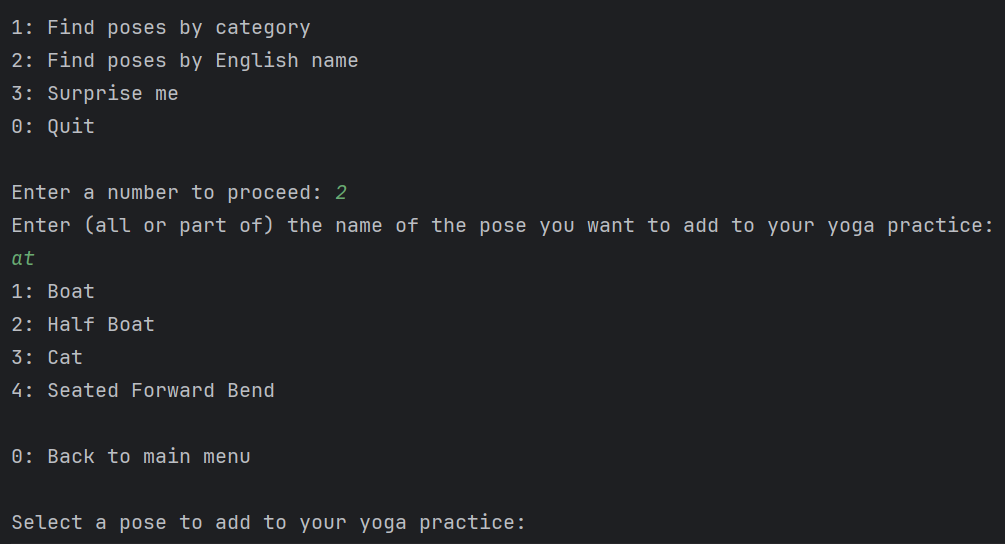 1: Find poses by category
2: Find poses by English name
3: Surprise me
0: Quit
Enter a number to proceed: 2
Enter (all or part of) the name of the pose you want to add to your yoga practice:
at
1: Boat
2: Half Boat
3: Cat
4: Seated Forward Bend
0: Back to main menu
Select a pose to add to your yoga practice: